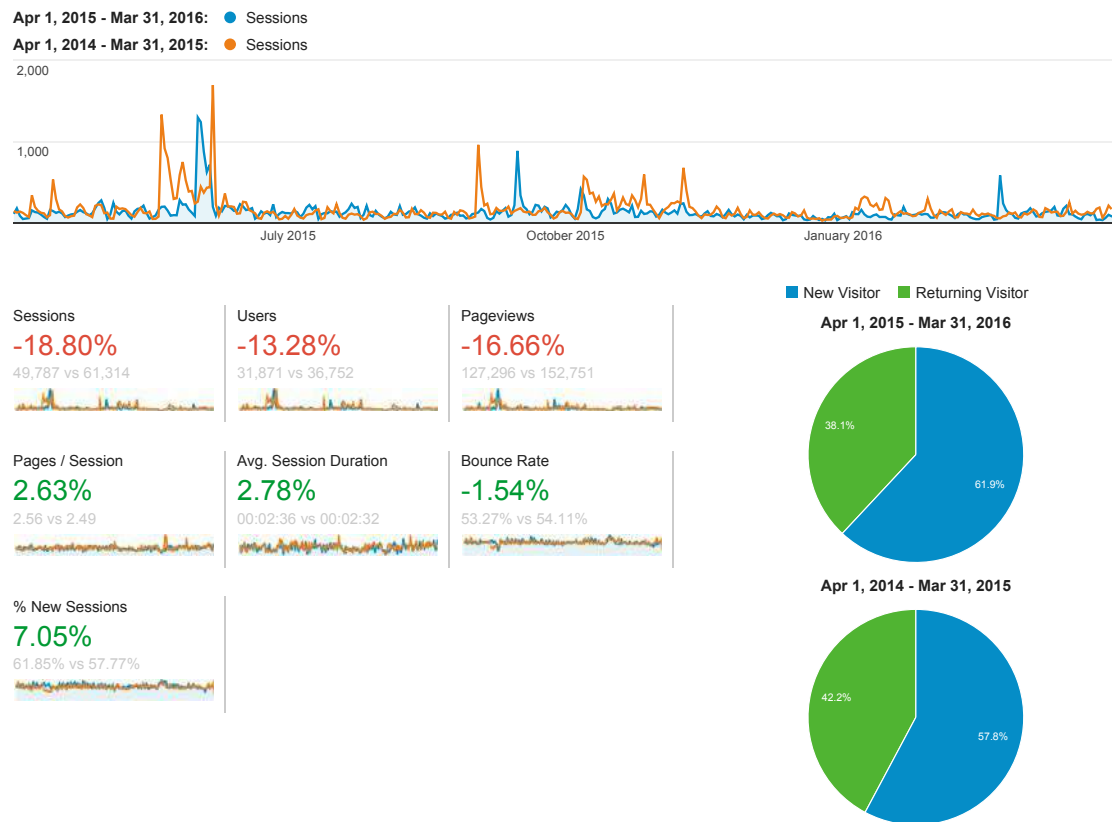 Apr 1, 2015 - Mar 31, 2016: Sessions
Apr 1, 2014 - Mar 31, 2015: Sessions
2,000
1,000
July 2015 October 2015 January 2016
New Visitor Returning Visitor
Apr 1, 2015 - Mar 31, 2016
38.1%
61.9%
Apr 1, 2014 - Mar 31, 2015
42.2%
57.8%
Sessions
-18.80%
49,787 vs 61,314
Users
-13.28%
31,871 vs 36,752
Pageviews
-16.66%
127,296 vs 152,751
Pages / Session
2.63%
2.56 vs 2.49
Avg. Session Duration
2.78%
00:02:36 vs 00:02:32
Bounce Rate
-1.54%
53.27% vs 54.11%
% New Sessions
7.05%
61.85% vs 57.77%